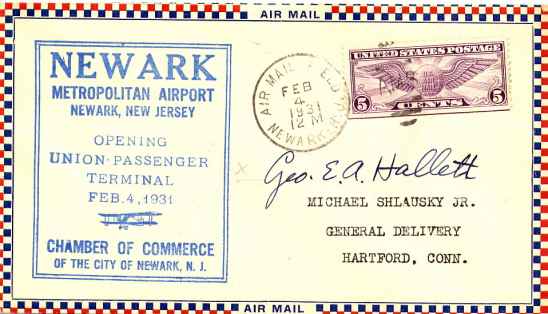 AIR MAIL
NEWARK
METROPOLITAN AIRPORT
NEWARK, NEW JERSEY
OPENING
UNION-PASSENGER
TERMINAL
FEB. 4, 1931
CHAMBER OF COMMERCE
OF THE CITY OF NEWARK, N. J.
AIR MAIL
FEB
4
1931
12 M
NEWARK
UNITED STATES POSTAGE
5 CENTS 5
Geo. E. A. Hallett
MICHAEL SHLAUSKY JR.
GENERAL DELIVERY
HARTFORD, CONN.
AIR MAIL